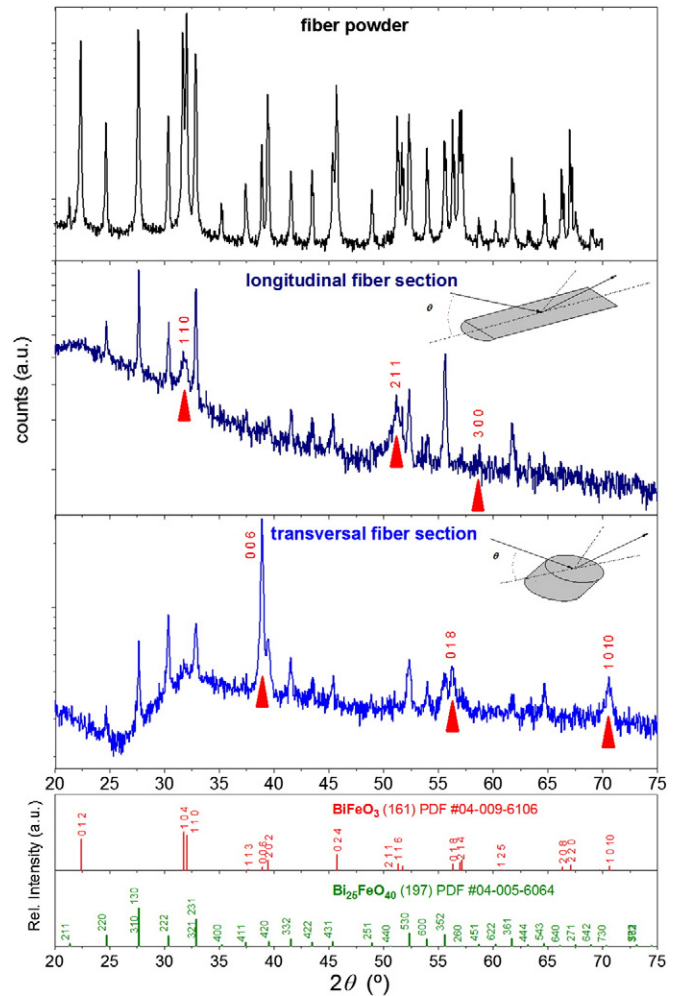 fiber powder
longitudinal fiber section
θ
1 1 0
2 1 1
3 0 0
counts (a.u.)
transversal fiber section
θ
0 0 6
0 1 8
1 0 10
20 25 30 35 40 45 50 55 60 65 70 75
Rel. Intensity (a.u.)
BiFeO3 (161) PDF #04-009-6106
0 1 2
1 0 4
1 1 0
1 1 3
0 0 6
2 0 2
0 2 4
2 1 1
1 1 6
0 1 8
2 1 4
1 2 5
2 0 8
2 2 0
1 0 10
Bi25FeO40 (197) PDF #04-005-6064
211
220
310
130
222
321
231
400
411
420
332
422
431
251
440
530
600
352
260
451
622
361
444
543
640
271
642
730
20 25 30 35 40 45 50 55 60 65 70 75
2θ (º)